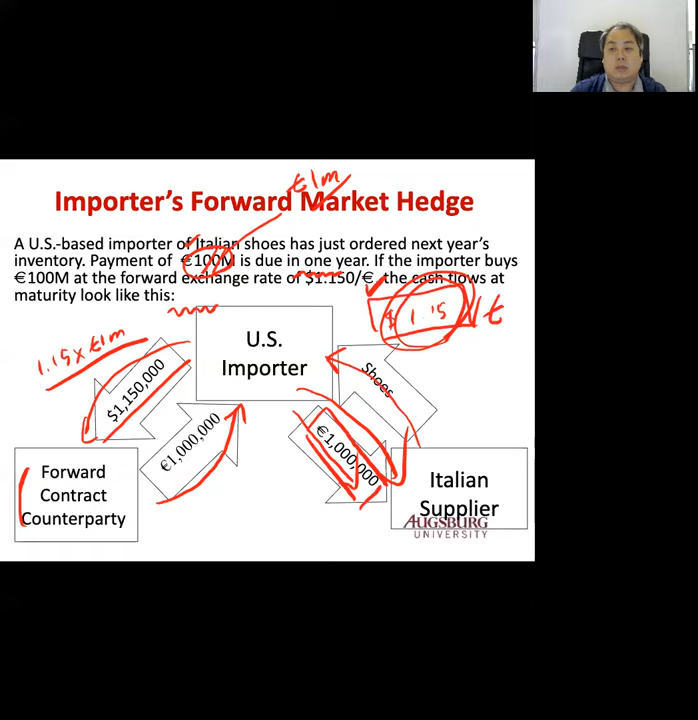 €1m
Importer's Forward Market Hedge
A U.S.-based importer of Italian shoes has just ordered next year's
inventory. Payment of €100M is due in one year. If the importer buys
€100M at the forward exchange rate of $1.150/€, the cash flows at
maturity look like this:
$1.15/€
1.15 x €1m
U.S.
Importer
$1,150,000
€1,000,000
€1,000,000
Shoes
Forward
Contract
Counterparty
Italian
Supplier
AUGSBURG
UNIVERSITY